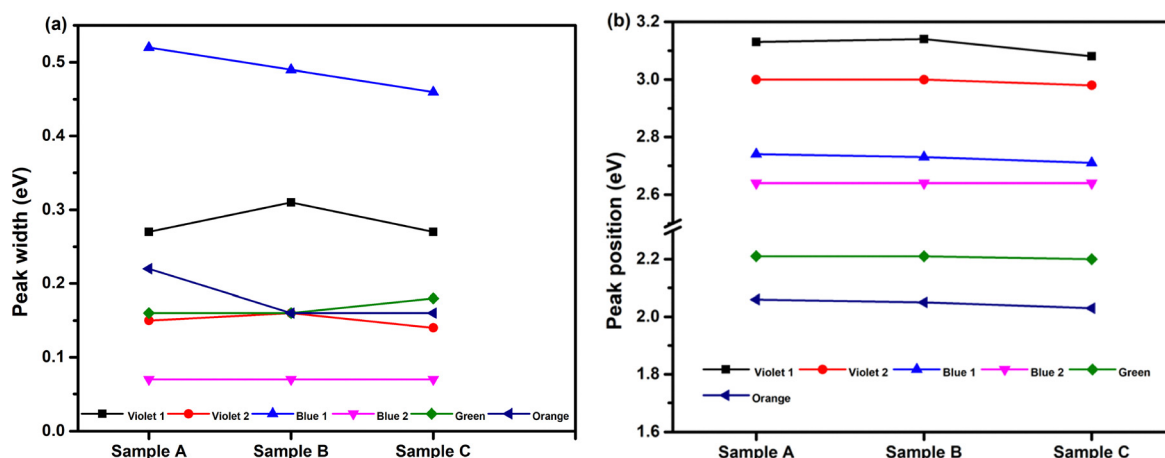 (a)
Peak width (eV)
0.5
0.4
0.3
0.2
0.1
0.0
Violet 1 Violet 2 Blue 1 Blue 2 Green Orange
Sample A Sample B Sample C
(b)
Peak position (eV)
3.2
3.0
2.8
2.6
2.2
2.0
1.8
1.6
Violet 1 Violet 2 Blue 1 Blue 2 Green
Orange
Sample A Sample B Sample C